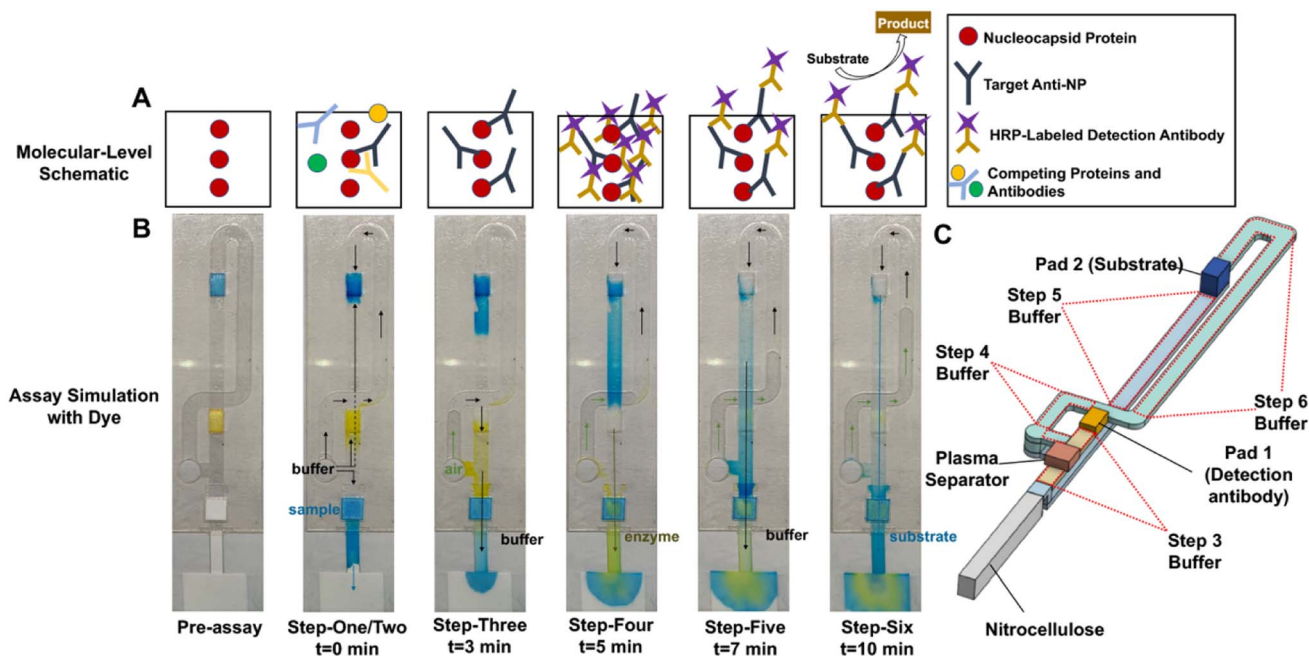 Product
Substrate
A
Molecular-Level
Schematic
Nucleocapsid Protein
Target Anti-NP
HRP-Labeled Detection Antibody
Competing Proteins and
Antibodies
B
Assay Simulation
with Dye
buffer
sample
air
buffer
enzyme
buffer
substrate
Pre-assay
Step-One/Two
t=0 min
Step-Three
t=3 min
Step-Four
t=5 min
Step-Five
t=7 min
Step-Six
t=10 min
C
Pad 2 (Substrate)
Step 5
Buffer
Step 4
Buffer
Step 6
Buffer
Plasma
Separator
Pad 1
(Detection
antibody)
Step 3
Buffer
Nitrocellulose